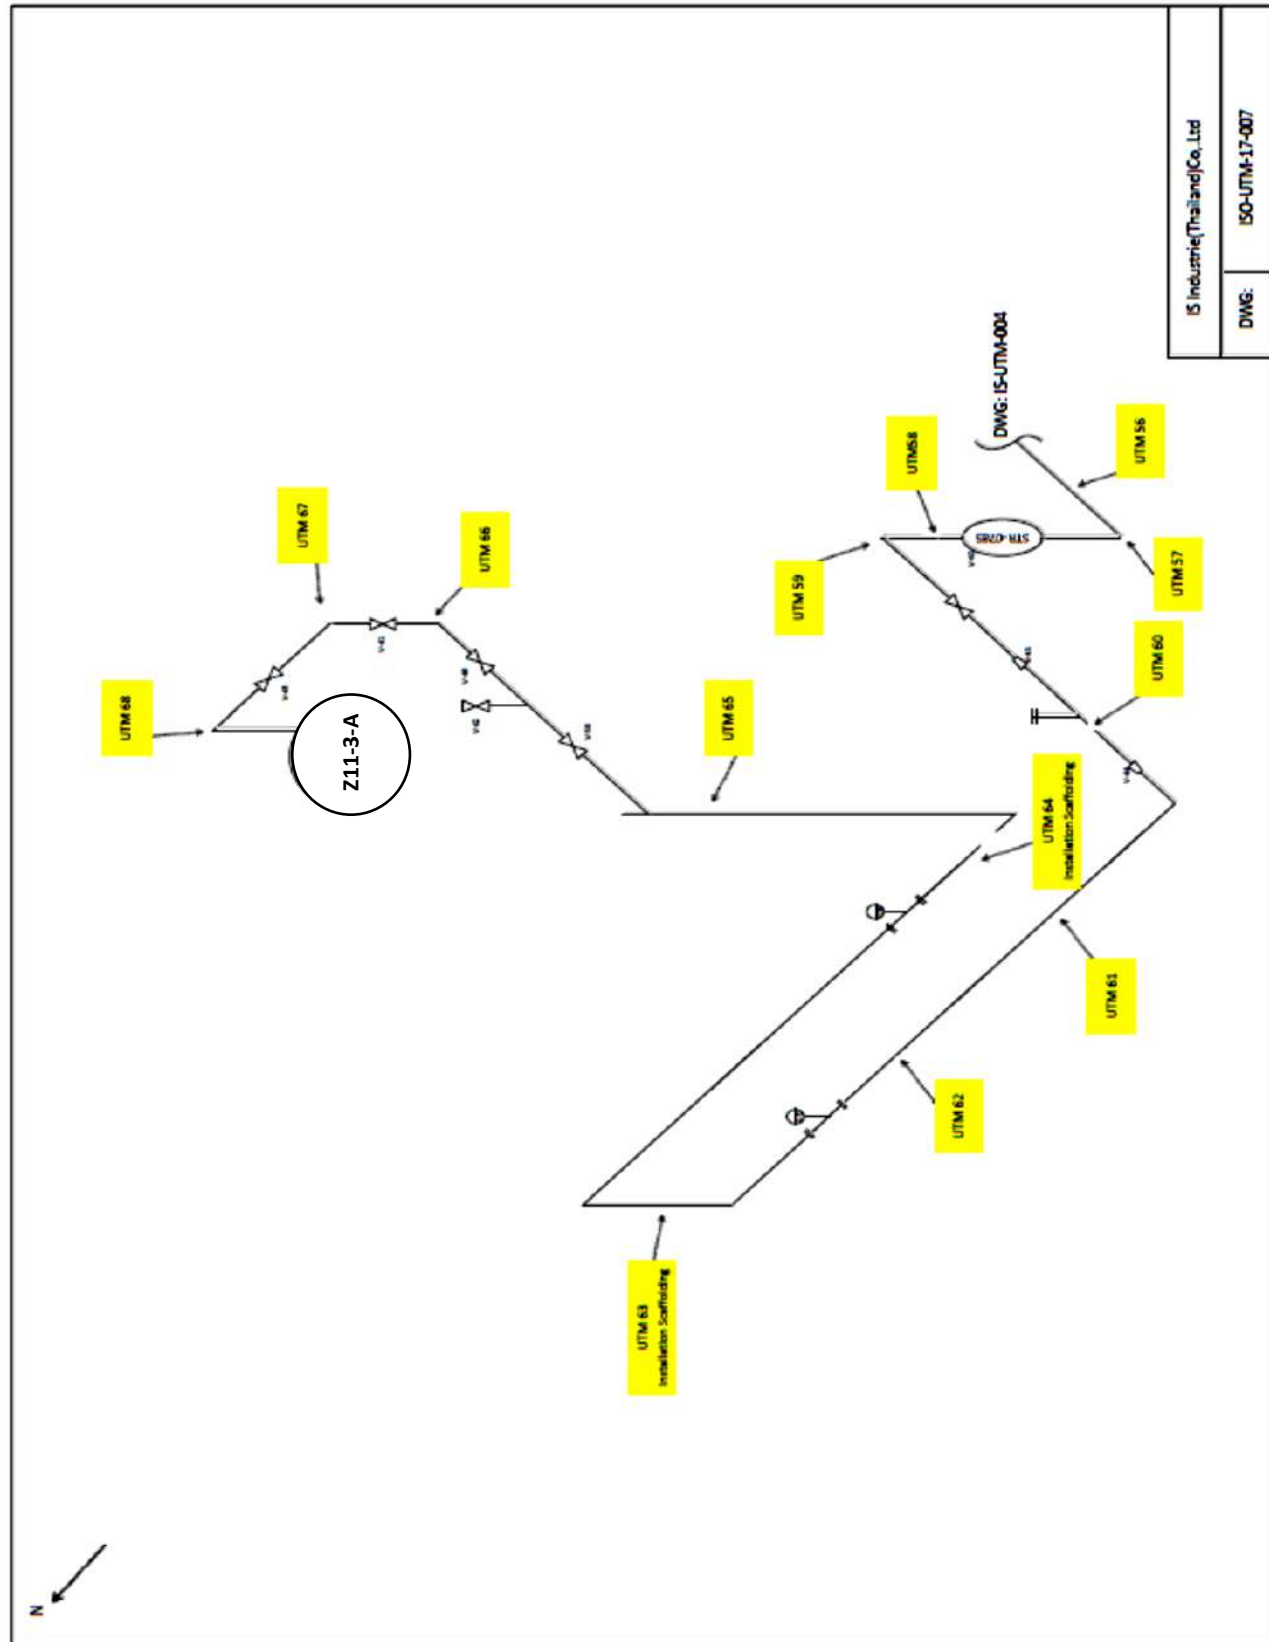 N
UTM 68
UTM 67
UTM 66
Z11-3-A
UTM 65
UTM 59
UTM58
DWG: IS-UTM-004
UTM 56
UTM 57
STR-0785
UTM 60
UTM 64
Installation Scaffolding
UTM 61
UTM 62
UTM 63
Installation Scaffolding
IS Industrie(Thailand)Co,.Ltd
DWG:
ISO-UTM-17-007